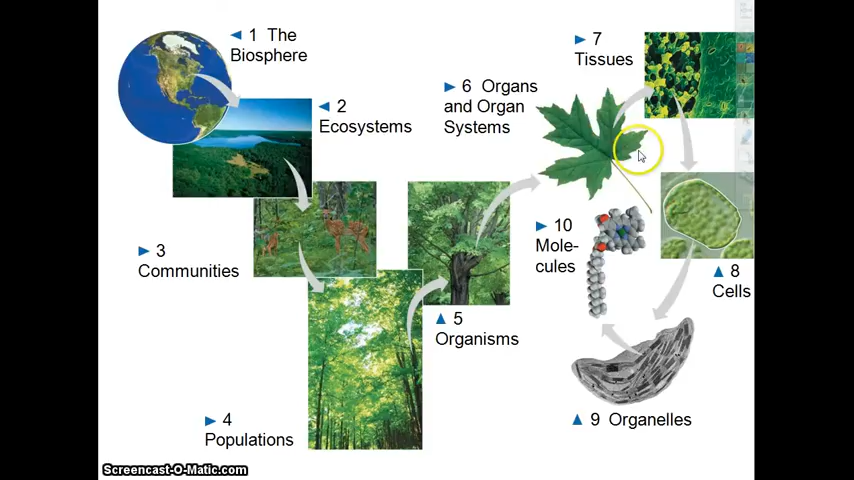 ▶ 1 The
Biosphere
◀ 2
Ecosystems
▶ 3
Communities
▶ 4
Populations
▲ 5
Organisms
▶ 6 Organs
and Organ
Systems
▶ 7
Tissues
▲ 8
Cells
▲ 9 Organelles
▶ 10
Mole-
cules
Screencast-O-Matic.com